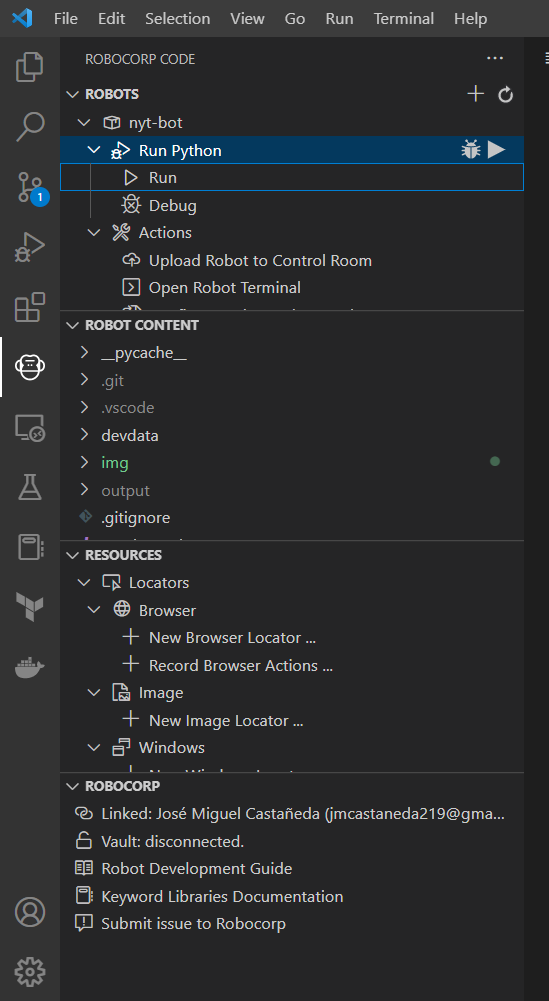 File Edit Selection View Go Run Terminal Help
ROBOCORP CODE
ROBOTS
nyt-bot
Run Python
Run
1
Debug
Actions
Upload Robot to Control Room
Open Robot Terminal
ROBOT CONTENT
__pycache__
.git
.vscode
devdata
img
output
.gitignore
RESOURCES
Locators
Browser
New Browser Locator ...
Record Browser Actions ...
Image
New Image Locator ...
Windows
ROBOCORP
Linked: José Miguel Castañeda (jmcastaneda219@gma...
Vault: disconnected.
Robot Development Guide
Keyword Libraries Documentation
Submit issue to Robocorp